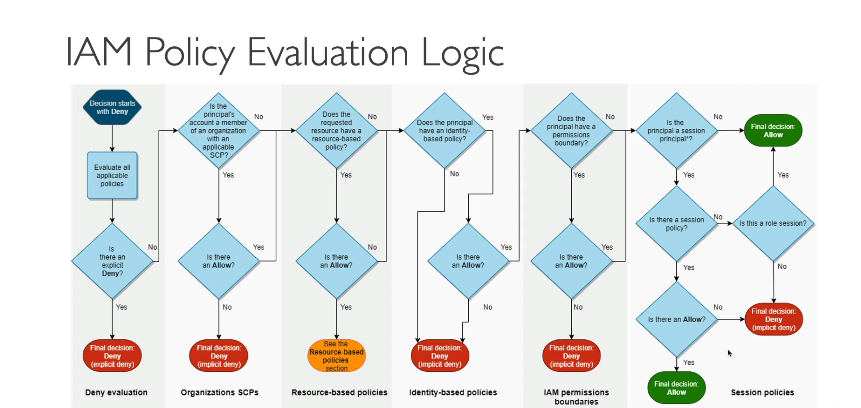 IAM Policy Evaluation Logic
Decision starts
with Deny
Evaluate all
applicable
policies
Is
there an
explicit
Deny?
No
Yes
Final decision:
Deny
(explicit deny)
Deny evaluation
Is the
principal's
account a member
of an organization
with an
applicable
SCP?
No
Yes
Is there
an Allow?
Yes
No
Final decision:
Deny
(implicit deny)
Organizations SCPs
Does the
requested
resource have a
resource-based
policy?
No
Yes
Is there
an Allow?
No
Yes
See the
Resource-based
policies
section
Resource-based policies
Does the principal
have an identity-
based policy?
Yes
No
Is there
an Allow?
Yes
No
Final decision:
Deny
(implicit deny)
Identity-based policies
Does the
principal have a
permissions
boundary?
No
Yes
Is there
an Allow?
Yes
No
Final decision:
Deny
(implicit deny)
IAM permissions
boundaries
Is the
principal a session
principal*?
No
Yes
Final decision:
Allow
Is there a session
policy?
No
Yes
Is this a role session?
Yes
No
Is there an Allow?
No
Yes
Final decision:
Deny
(implicit deny)
Final decision:
Allow
Session policies